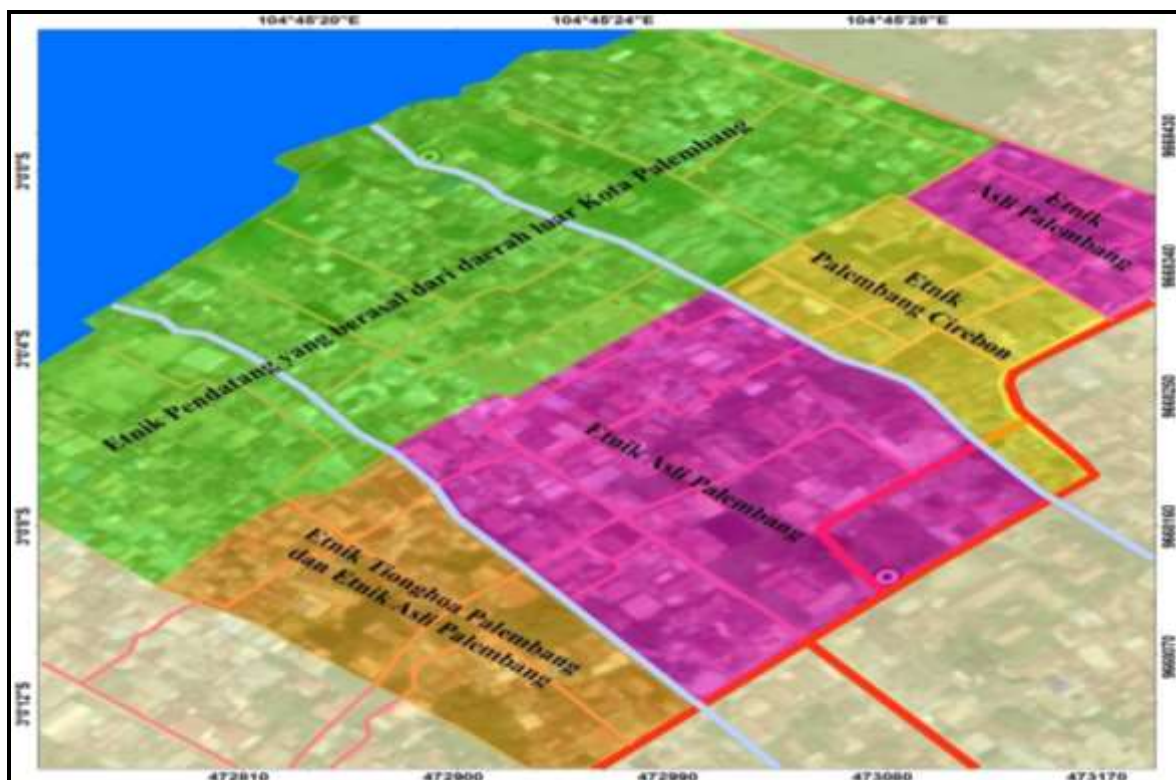 104°45'20"E 104°45'24"E 104°45'28"E
Etnik Pendatang yang berasal dari daerah luar Kota Palembang
Etnik
Asli Palembang
Etnik
Palembang Cirebon
Etnik Asli Palembang
Etnik Tionghoa Palembang
dan Etnik Asli Palembang
472810 472900 472990 473080 473170